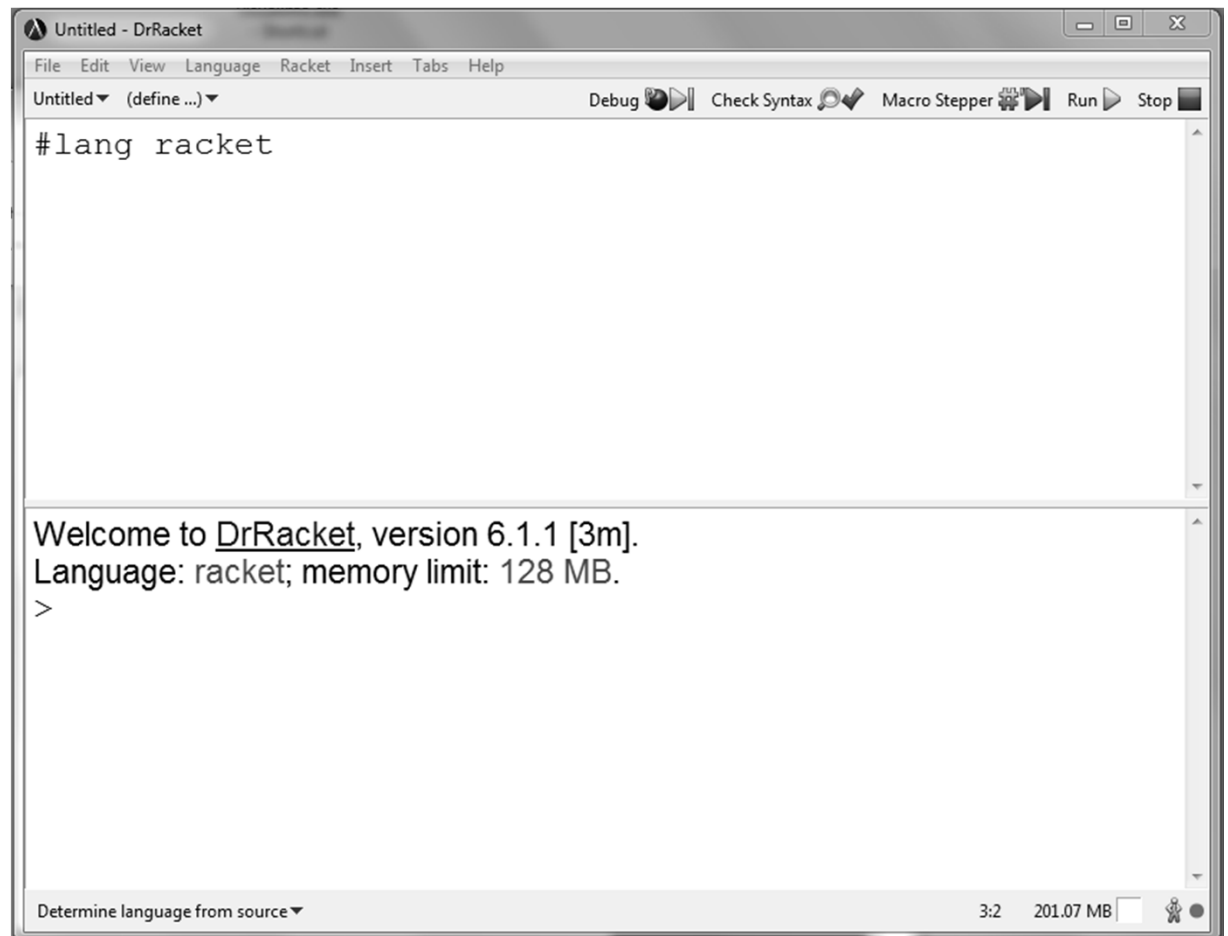 Untitled - DrRacket
File Edit View Language Racket Insert Tabs Help
Untitled (define ...) Debug Check Syntax Macro Stepper Run Stop
#lang racket
Welcome to DrRacket, version 6.1.1 [3m].
Language: racket; memory limit: 128 MB.
>
Determine language from source 3:2 201.07 MB